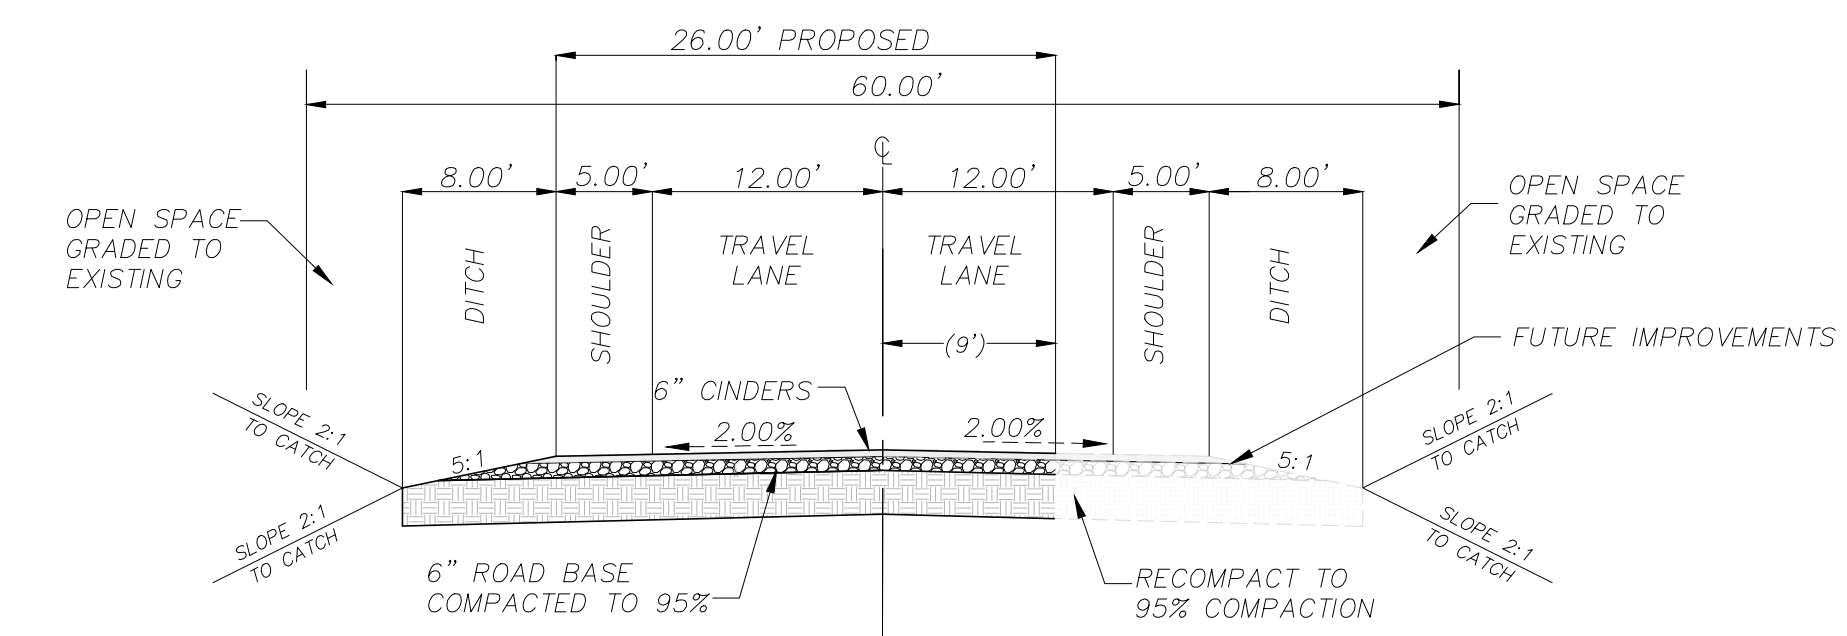 26.00' PROPOSED
60.00'
℄
8.00'
5.00'
12.00'
12.00'
5.00'
8.00'
OPEN SPACE
GRADED TO
EXISTING
DITCH
SHOULDER
TRAVEL
LANE
TRAVEL
LANE
SHOULDER
DITCH
OPEN SPACE
GRADED TO
EXISTING
(9')
FUTURE IMPROVEMENTS
6" CINDERS
2.00%
2.00%
SLOPE 2:1
TO CATCH
5:1
5:1
SLOPE 2:1
TO CATCH
SLOPE 2:1
TO CATCH
6" ROAD BASE
COMPACTED TO 95%
RECOMPACT TO
95% COMPACTION
SLOPE 2:1
TO CATCH